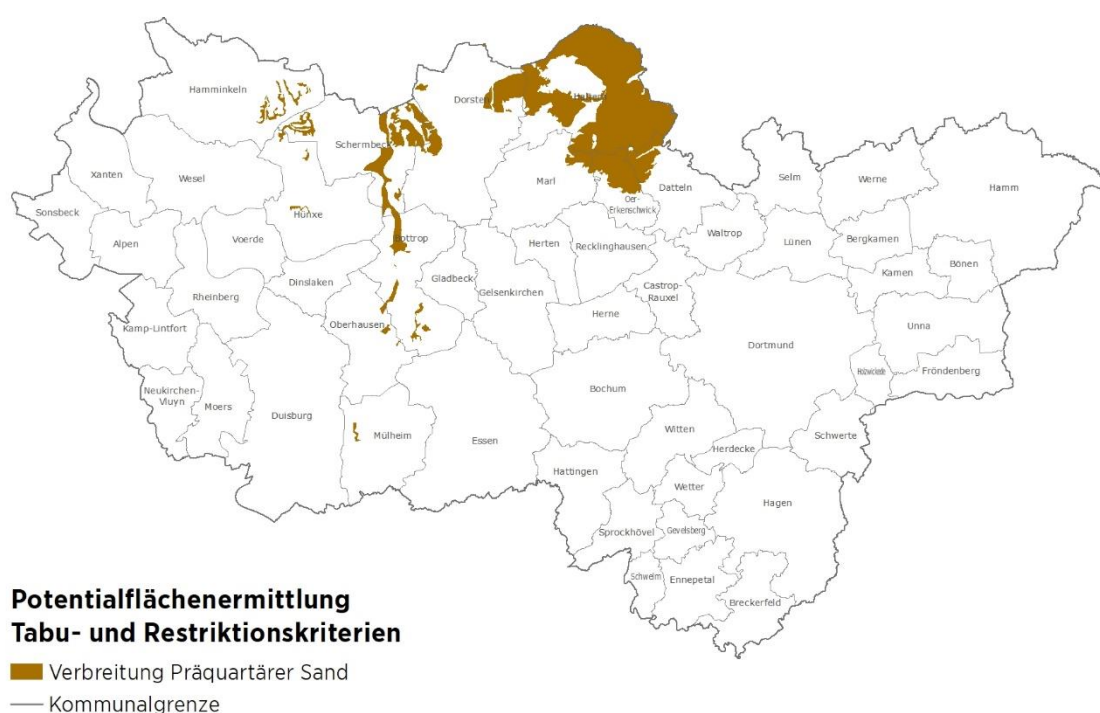 Haltern
Dorsten
Hamminkeln
Schermbeck
Selm
Werne
Hamm
Xanten
Wesel
Marl
Datteln
Sonsbeck
Hünxe
Oer-
Erkenschwick
Alpen
Voerde
Bottrop
Herten
Recklinghausen
Waltrop
Lünen
Bergkamen
Kamen
Bönen
Dinslaken
Gladbeck
Gelsenkirchen
Castrop-
Rauxel
Rheinberg
Herne
Kamp-Lintfort
Oberhausen
Unna
Dortmund
Holzwickede
Fröndenberg
Neukirchen-
Vluyn
Moers
Duisburg
Bochum
Mülheim
Essen
Witten
Schwerte
Herdecke
Hattingen
Wetter
Hagen
Sprockhövel
Gevelsberg
Schwelm
Ennepetal
Breckerfeld
Potentialflächenermittlung
Tabu- und Restriktionskriterien
Verbreitung Präquartärer Sand
Kommunalgrenze